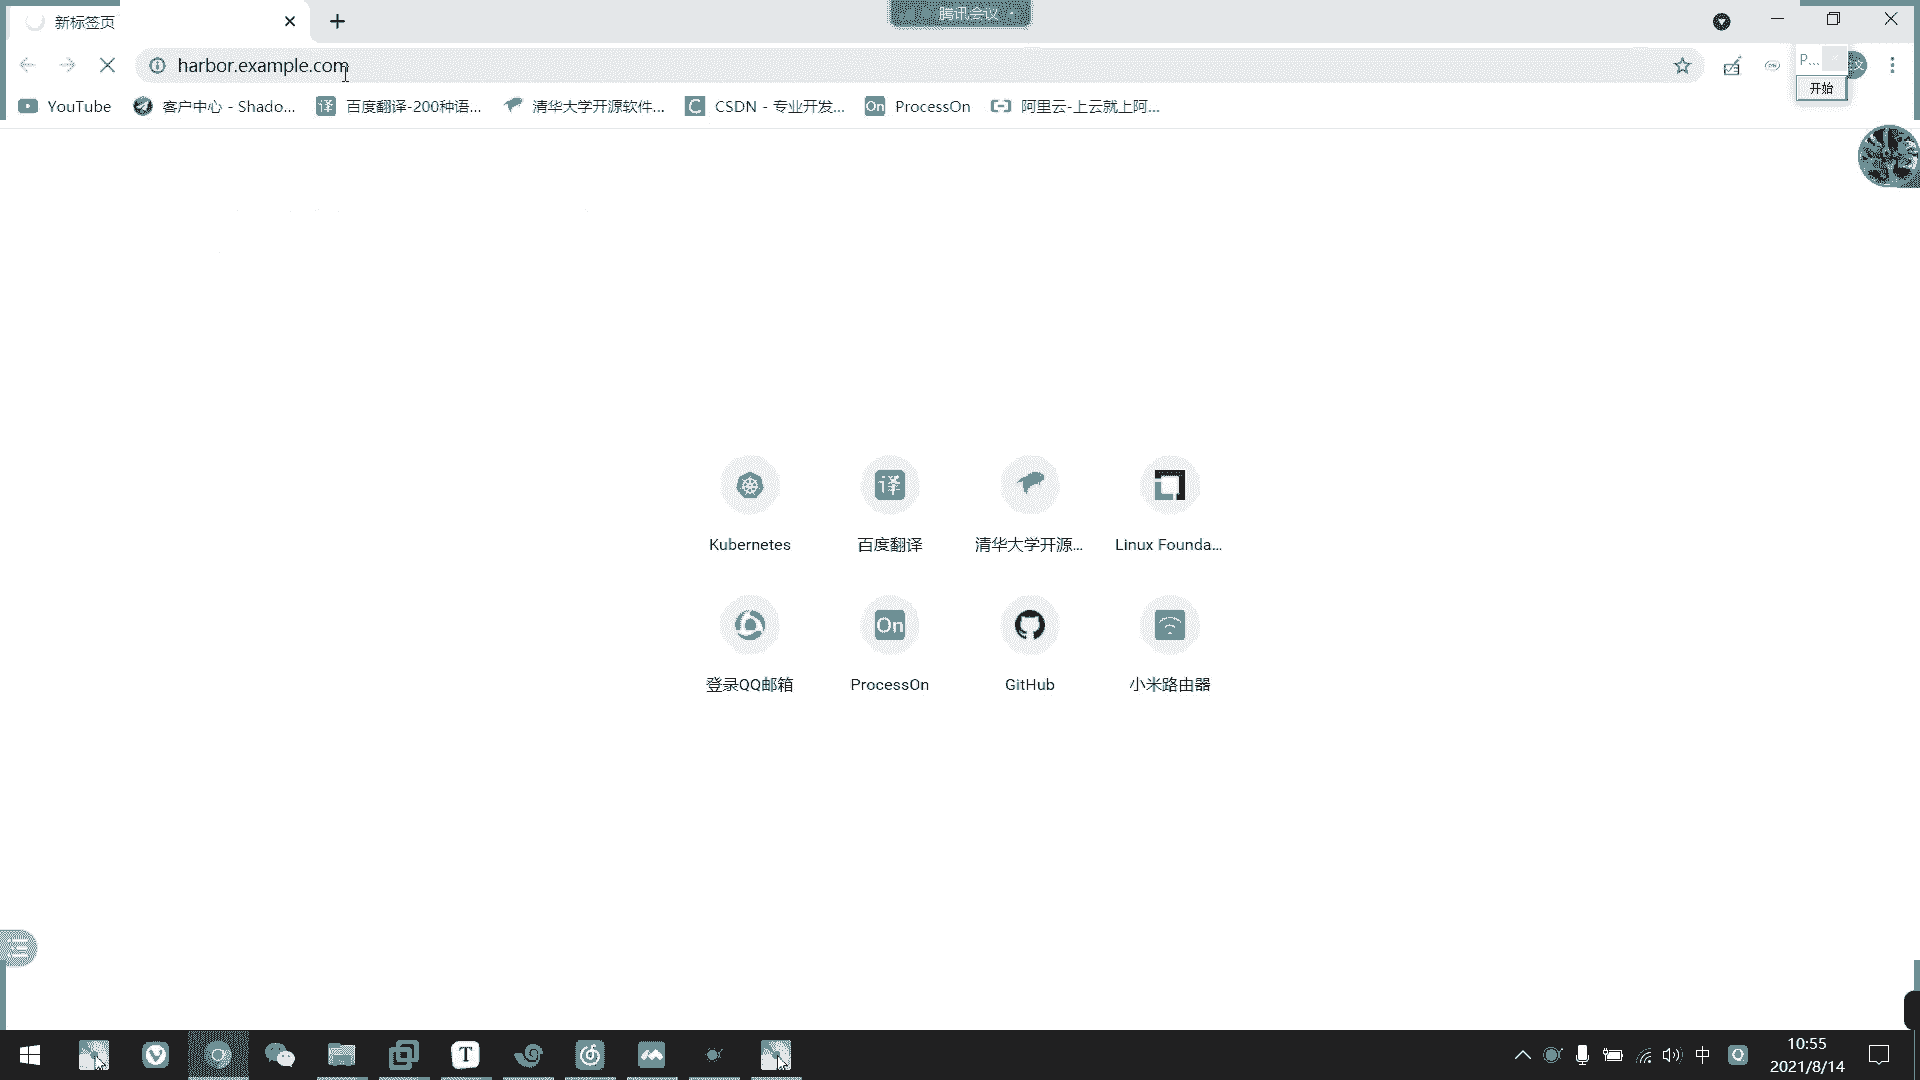 新标签页
腾讯会议
harbor.example.com
P...
开始
YouTube
客户中心 - Shado...
译
百度翻译-200种语...
清华大学开源软件...
C
CSDN - 专业开发...
On
ProcessOn
阿里云-上云就上阿...
译
Kubernetes
百度翻译
清华大学开源...
Linux Founda...
On
登录QQ邮箱
ProcessOn
GitHub
小米路由器
T
中
10:55
2021/8/14